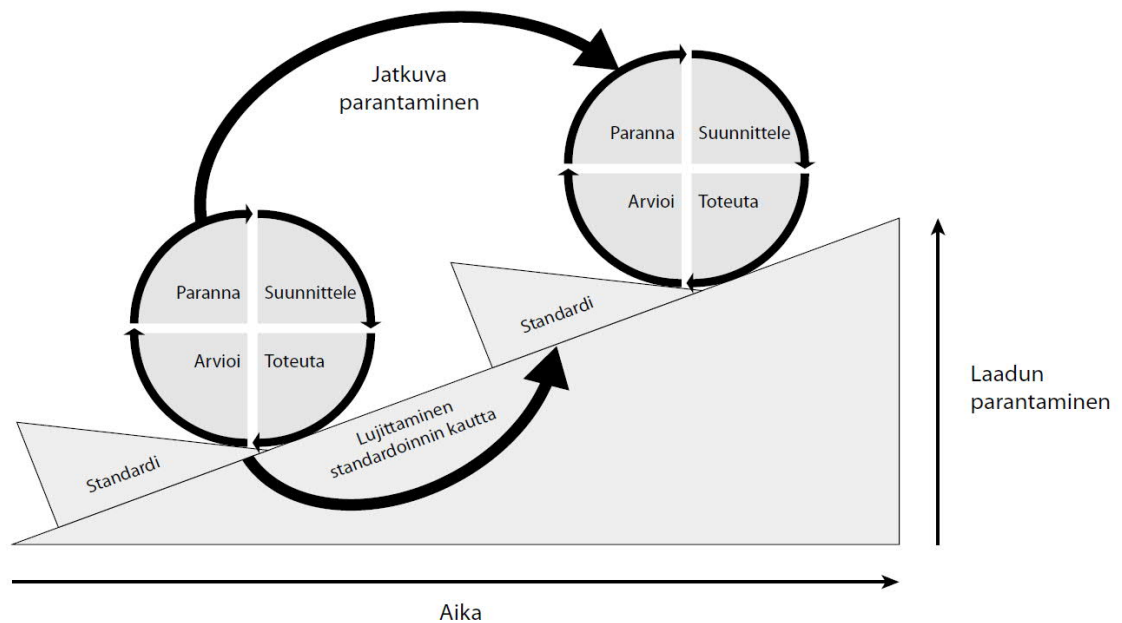 Jatkuva
parantaminen
Paranna Suunnittele
Arvioi Toteuta
Paranna Suunnittele
Arvioi Toteuta
Standardi
Standardi
Lujittaminen
standardoinnin kautta
Laadun
parantaminen
Aika